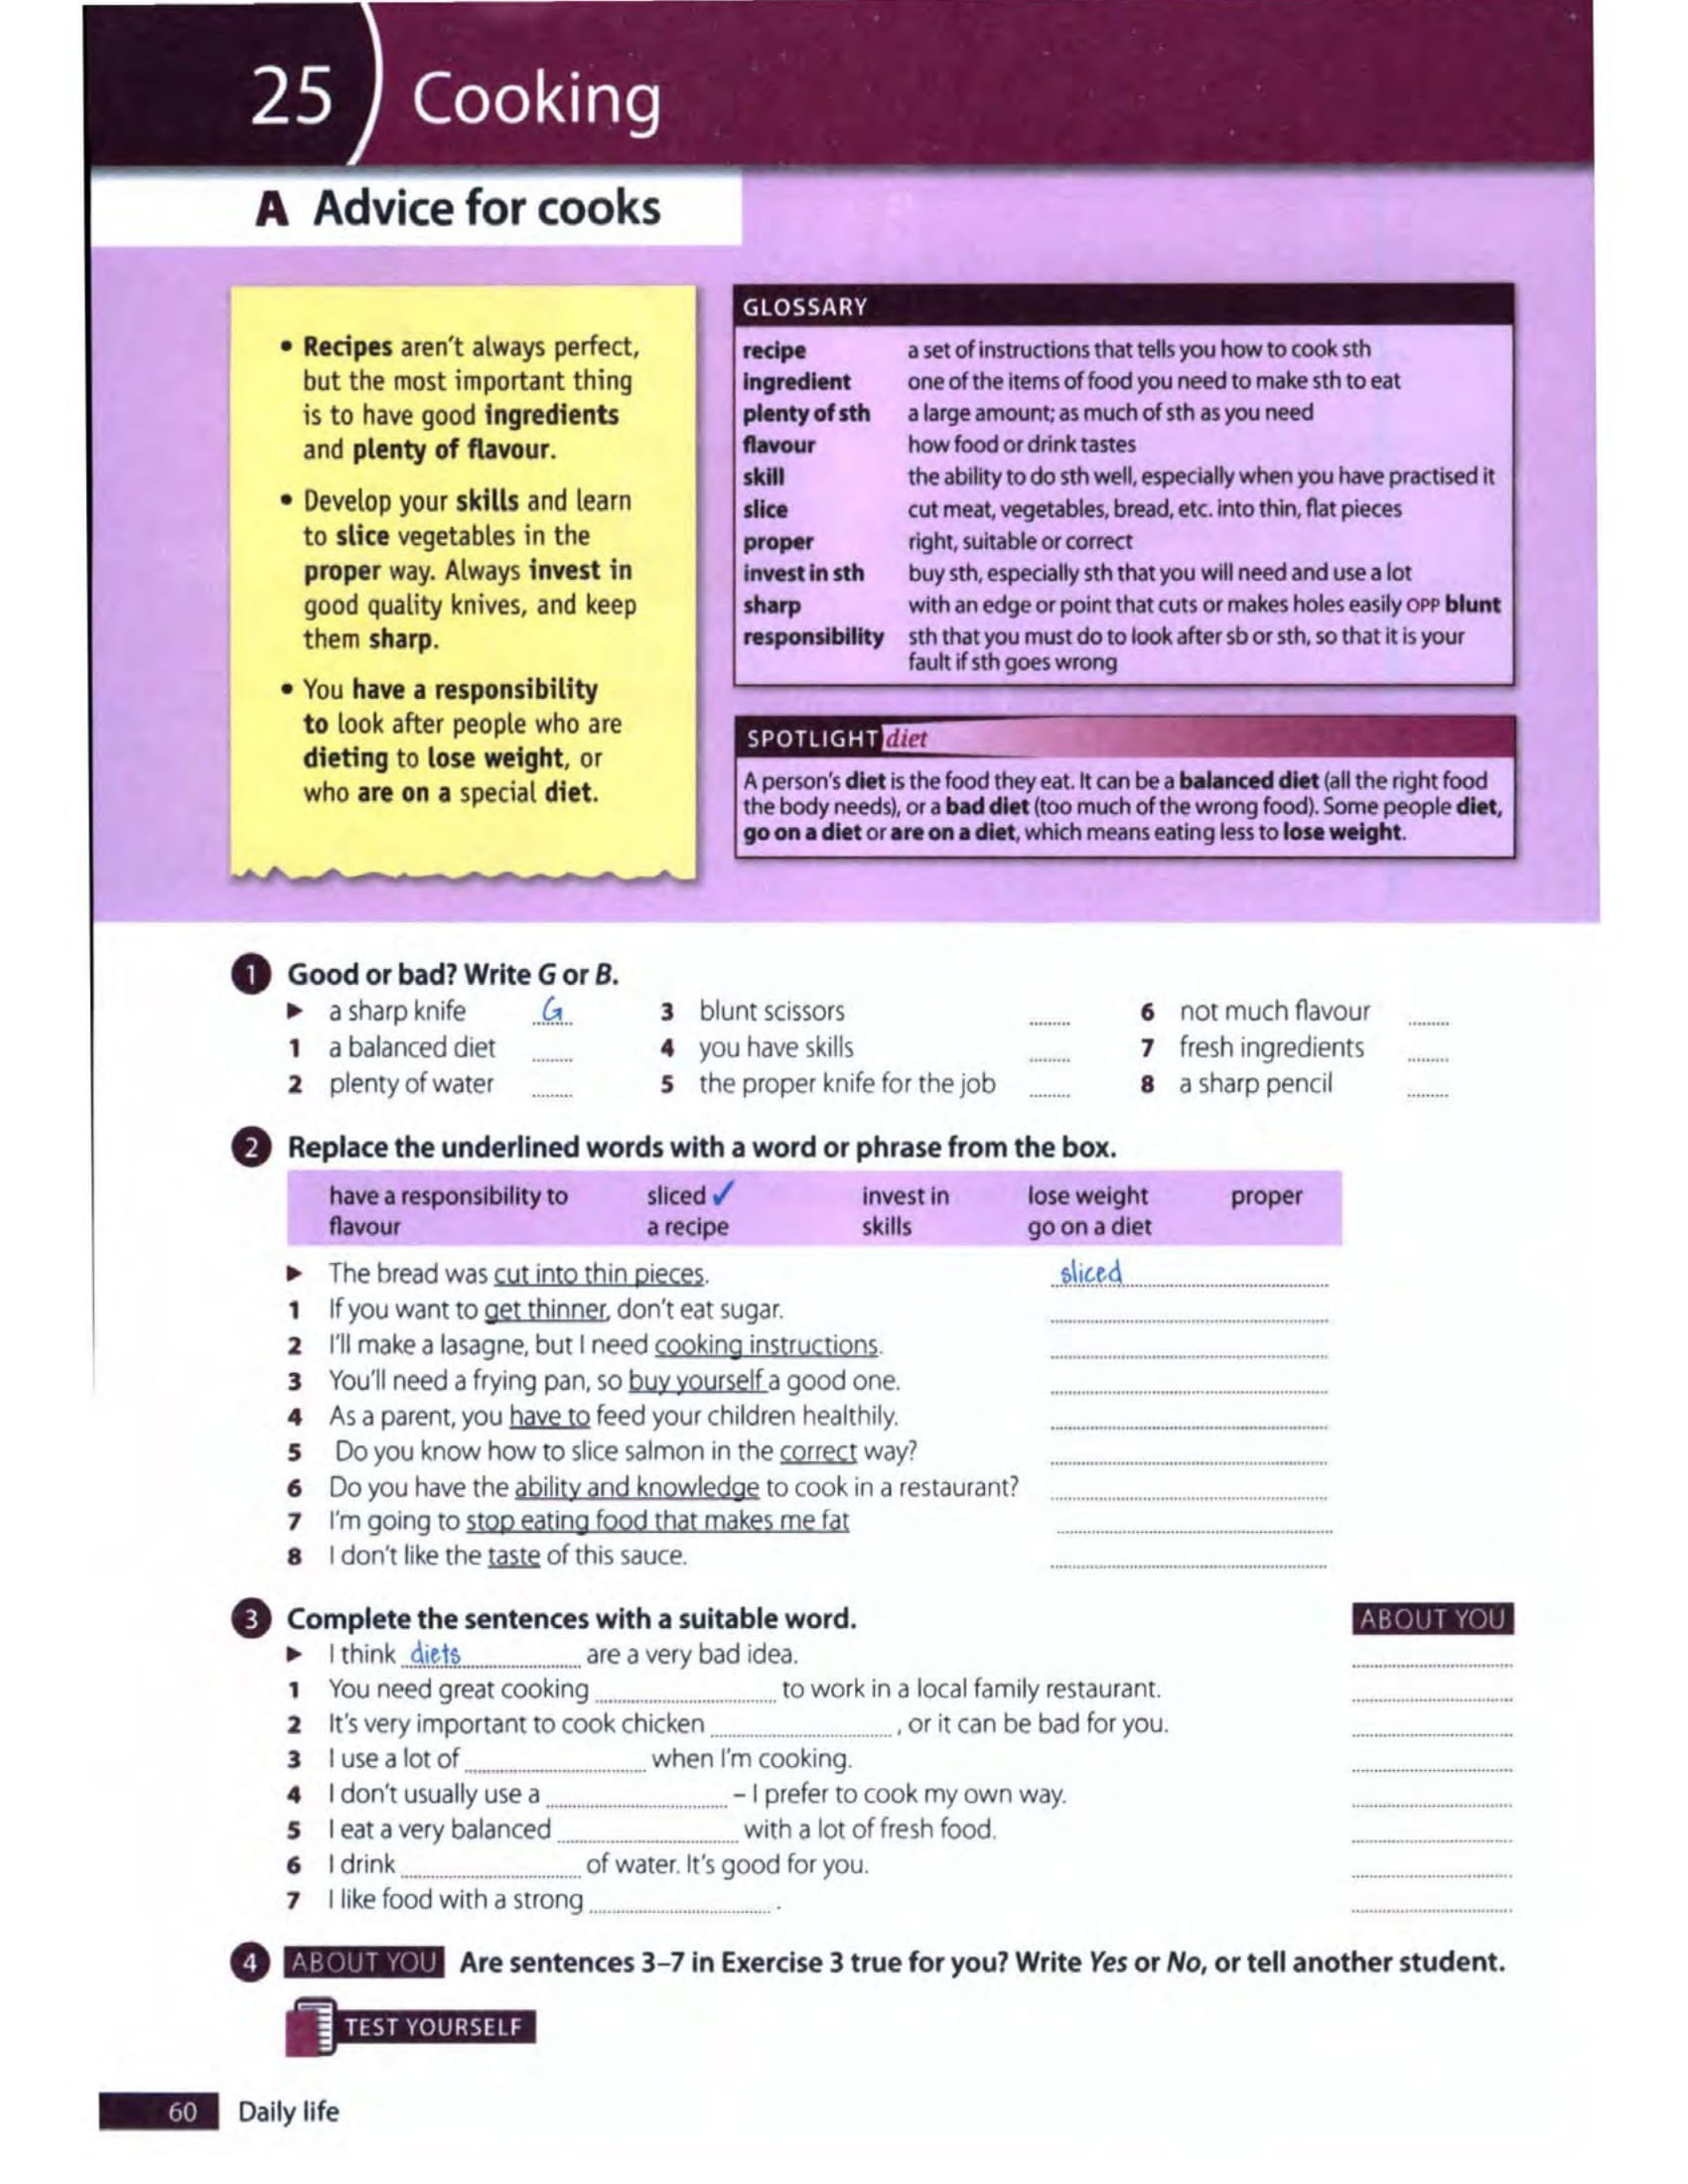 25 Cooking
A Advice for cooks
• Recipes aren't always perfect,
but the most important thing
is to have good ingredients
and plenty of flavour.
• Develop your skills and learn
to slice vegetables in the
proper way. Always invest in
good quality knives, and keep
them sharp.
• You have a responsibility
to look after people who are
dieting to lose weight, or
who are on a special diet.
GLOSSARY
recipe a set of instructions that tells you how to cook sth
ingredient one of the items of food you need to make sth to eat
plenty of sth a large amount; as much of sth as you need
flavour how food or drink tastes
skill the ability to do sth well, especially when you have practised it
slice cut meat, vegetables, bread, etc. into thin, flat pieces
proper right, suitable or correct
invest in sth buy sth, especially sth that you will need and use a lot
sharp with an edge or point that cuts or makes holes easily OPP blunt
responsibility sth that you must do to look after sb or sth, so that it is your
fault if sth goes wrong
SPOTLIGHT diet
A person's diet is the food they eat. It can be a balanced diet (all the right food
the body needs), or a bad diet (too much of the wrong food). Some people diet,
go on a diet or are on a diet, which means eating less to lose weight.
1 Good or bad? Write G or B.
▶ a sharp knife G 3 blunt scissors ........ 6 not much flavour ........
1 a balanced diet ........ 4 you have skills ........ 7 fresh ingredients ........
2 plenty of water ........ 5 the proper knife for the job ........ 8 a sharp pencil ........
2 Replace the underlined words with a word or phrase from the box.
have a responsibility to sliced ✓ invest in lose weight proper
flavour a recipe skills go on a diet
▶ The bread was cut into thin pieces. sliced
1 If you want to get thinner, don't eat sugar.
2 I'll make a lasagne, but I need cooking instructions.
3 You'll need a frying pan, so buy yourself a good one.
4 As a parent, you have to feed your children healthily.
5 Do you know how to slice salmon in the correct way?
6 Do you have the ability and knowledge to cook in a restaurant?
7 I'm going to stop eating food that makes me fat
8 I don't like the taste of this sauce.
3 Complete the sentences with a suitable word. ABOUT YOU
▶ I think diets are a very bad idea.
1 You need great cooking ........ to work in a local family restaurant.
2 It's very important to cook chicken ........ , or it can be bad for you.
3 I use a lot of ........ when I'm cooking.
4 I don't usually use a ........ – I prefer to cook my own way.
5 I eat a very balanced ........ with a lot of fresh food.
6 I drink ........ of water. It's good for you.
7 I like food with a strong ........ .
4 ABOUT YOU Are sentences 3–7 in Exercise 3 true for you? Write Yes or No, or tell another student.
TEST YOURSELF
60 Daily life